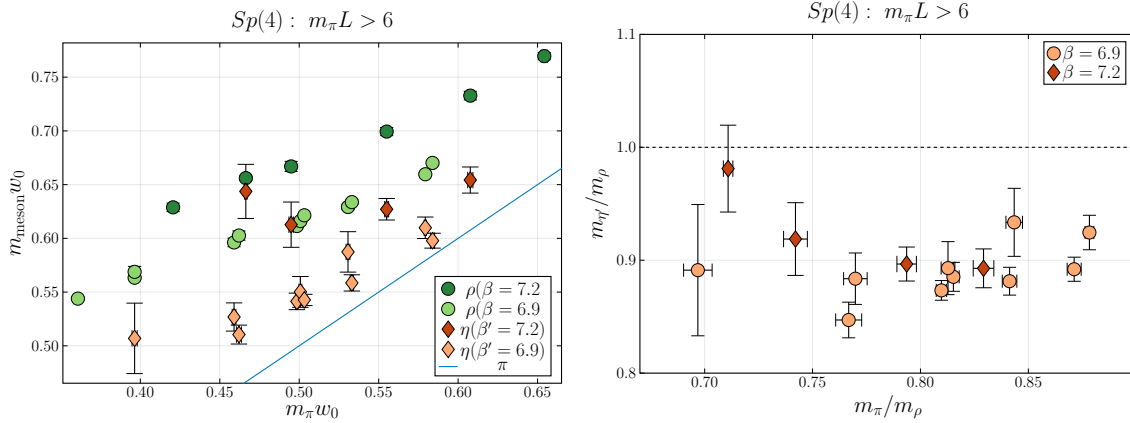 Sp(4) : m_π L > 6
m_meson w_0
0.75
0.70
0.65
0.60
0.55
0.50
0.40
0.45
0.50
0.55
0.60
0.65
m_π w_0
ρ(β = 7.2
ρ(β = 6.9
η(β′ = 7.2)
η(β′ = 6.9)
π
Sp(4) : m_π L > 6
m_η′/m_ρ
1.1
1.0
0.9
0.8
0.70
0.75
0.80
0.85
m_π/m_ρ
β = 6.9
β = 7.2